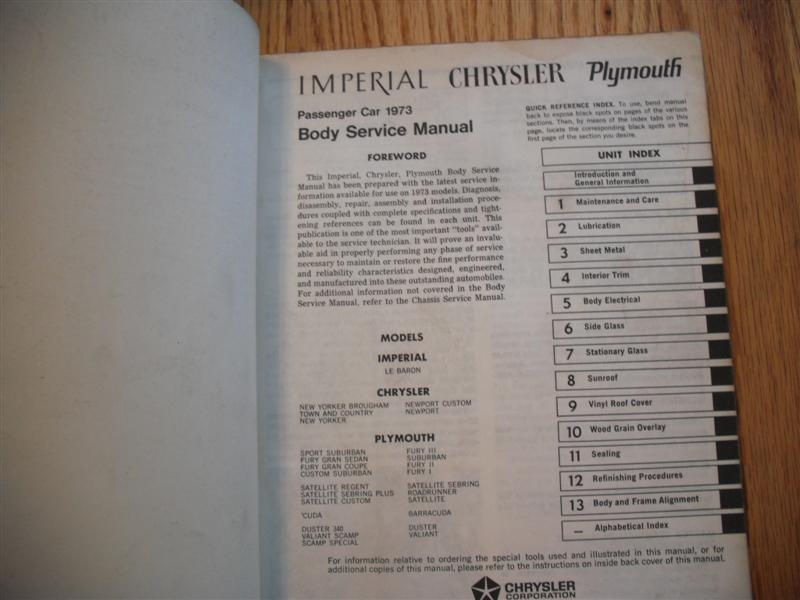 IMPERIAL CHRYSLER Plymouth
Passenger Car 1973
Body Service Manual
FOREWORD
This Imperial, Chrysler, Plymouth Body Service
Manual has been prepared with the latest service in-
formation available for use on 1973 models. Diagnosis,
disassembly, repair, assembly and installation proce-
dures coupled with complete specifications and tight-
ening references can be found in each unit. This
publication is one of the most important "tools" avail-
able to the service technician. It will prove an invalu-
able aid in properly performing any phase of service
necessary to maintain or restore the fine performance
and reliability characteristics designed, engineered,
and manufactured into these outstanding automobiles.
For additional information not covered in the Body
Service Manual, refer to the Chassis Service Manual.
MODELS
IMPERIAL
LE BARON
CHRYSLER
NEW YORKER BROUGHAM NEWPORT CUSTOM
TOWN AND COUNTRY NEWPORT
NEW YORKER
PLYMOUTH
SPORT SUBURBAN FURY III
FURY GRAN SEDAN SUBURBAN
FURY GRAN COUPE FURY II
CUSTOM SUBURBAN FURY I
SATELLITE REGENT SATELLITE SEBRING
SATELLITE SEBRING PLUS ROADRUNNER
SATELLITE CUSTOM SATELLITE
'CUDA BARRACUDA
DUSTER 340 DUSTER
VALIANT SCAMP VALIANT
SCAMP SPECIAL
QUICK REFERENCE INDEX. To use, bend manual
back to expose black spots on pages of the various
sections. Then, by means of the index tabs on this
page, locate the corresponding black spots on the
first page of the section you desire.
UNIT INDEX
Introduction and
General Information
1 Maintenance and Care
2 Lubrication
3 Sheet Metal
4 Interior Trim
5 Body Electrical
6 Side Glass
7 Stationary Glass
8 Sunroof
9 Vinyl Roof Cover
10 Wood Grain Overlay
11 Sealing
12 Refinishing Procedures
13 Body and Frame Alignment
– Alphabetical Index
For information relative to ordering the special tools used and illustrated in this manual, or for
additional copies of this manual, please refer to the instructions on inside back cover of this manual.
CHRYSLER
CORPORATION